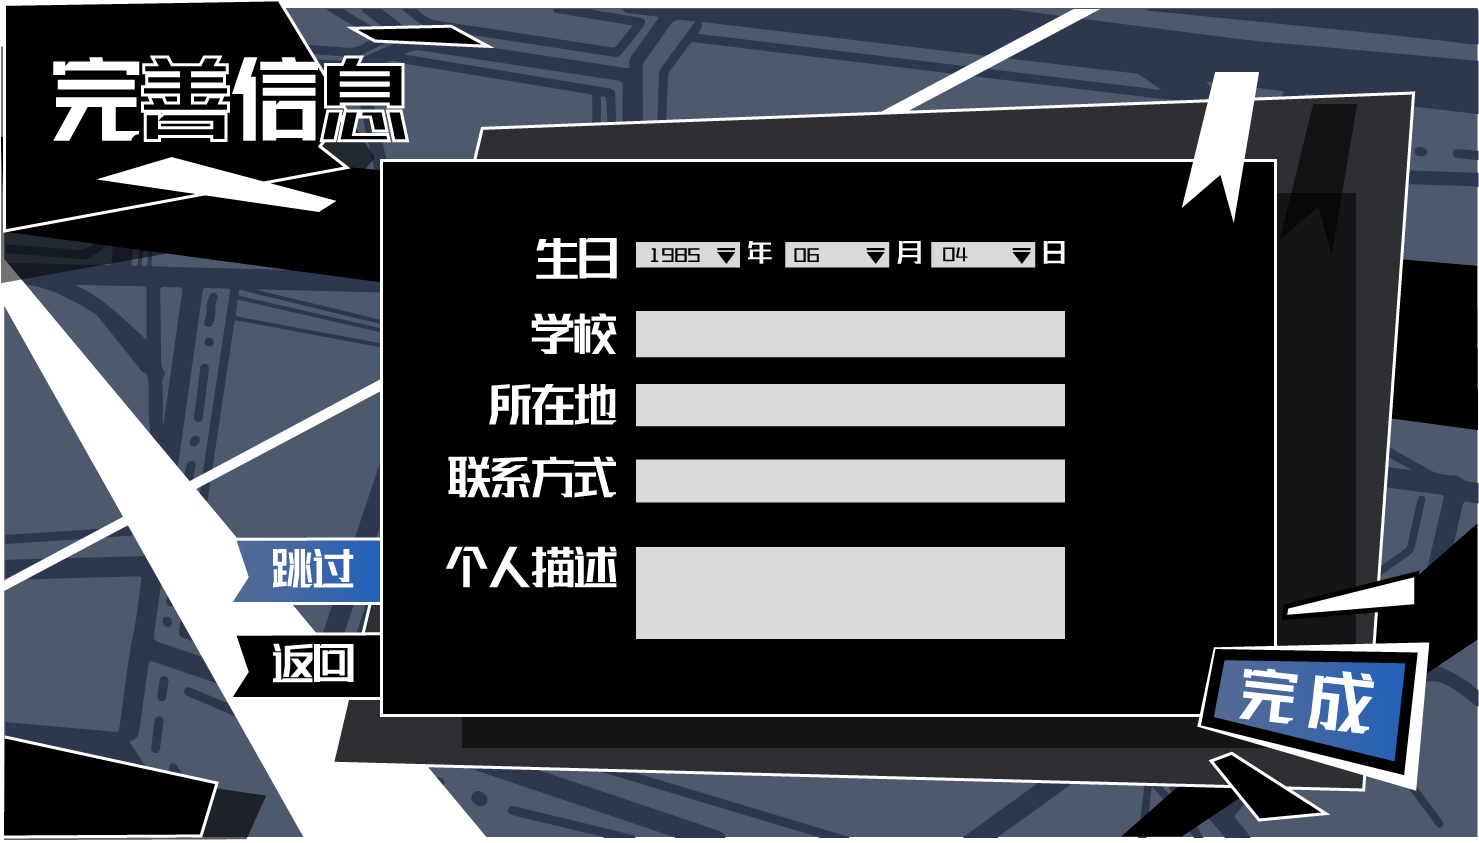 完善信息
生日 1985 年 06 月 04 日
学校
所在地
联系方式
个人描述
跳过
返回
完成